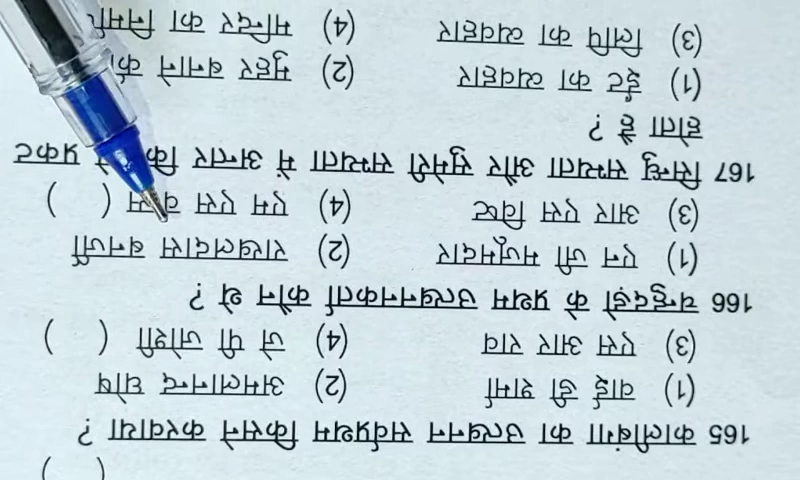 (    )
165 कालीबंगा का उत्खनन सर्वप्रथम किसने करवाया ?
(1) वाई डी शर्मा (2) अमलानन्द घोष
(3) एस आर राव (4) जे पी जोशी (    )
166 चन्हुदड़ो के प्रथम उत्खननकर्ता कौन थे ?
(1) एन जी मजूमदार (2) राखलदास बनर्जी
(3) आर एस विष्ट (4) एम एस (    )
167 सिन्धु सभ्यता और सुमेरी सभ्यता में अन्तर प्रकट
होता है ?
(1) ईंट का व्यवहार (2) मुहर बनाने
(3) लिपि का व्यवहार (4) मन्दिर का